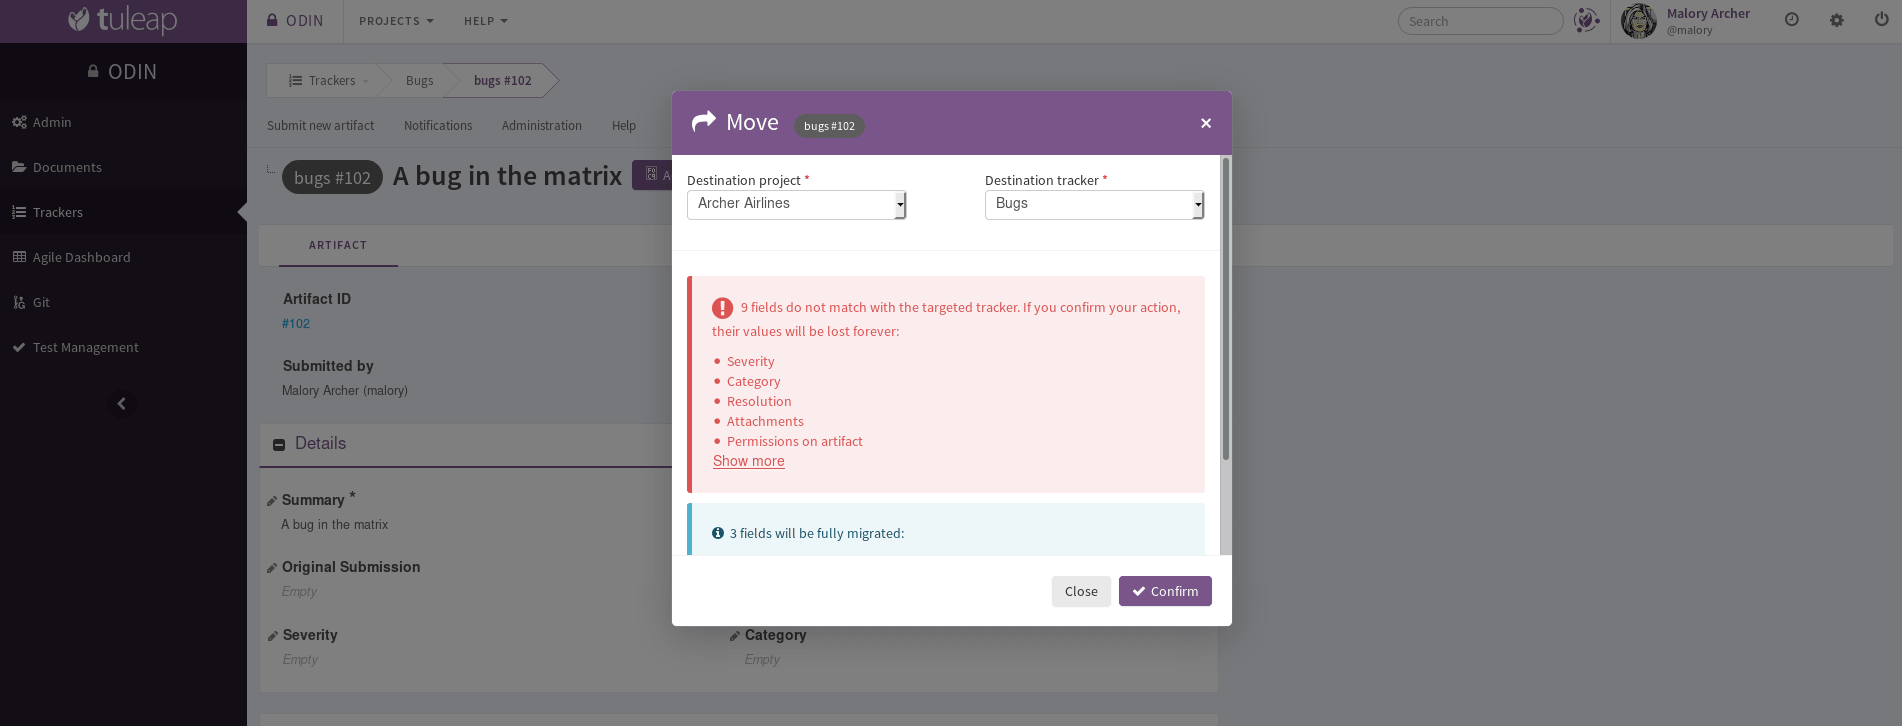 tuleap
ODIN
PROJECTS
HELP
Search
Malory Archer
@malory
ODIN
Admin
Documents
Trackers
Agile Dashboard
Git
Test Management
Trackers
Bugs
bugs #102
Submit new artifact
Notifications
Administration
Help
bugs #102
A bug in the matrix
ARTIFACT
Artifact ID
#102
Submitted by
Malory Archer (malory)
Details
Summary *
A bug in the matrix
Original Submission
Empty
Severity
Empty
Category
Empty
Move
bugs #102
×
Destination project *
Archer Airlines
Destination tracker *
Bugs
9 fields do not match with the targeted tracker. If you confirm your action,
their values will be lost forever:
• Severity
• Category
• Resolution
• Attachments
• Permissions on artifact
Show more
3 fields will be fully migrated:
Close
Confirm